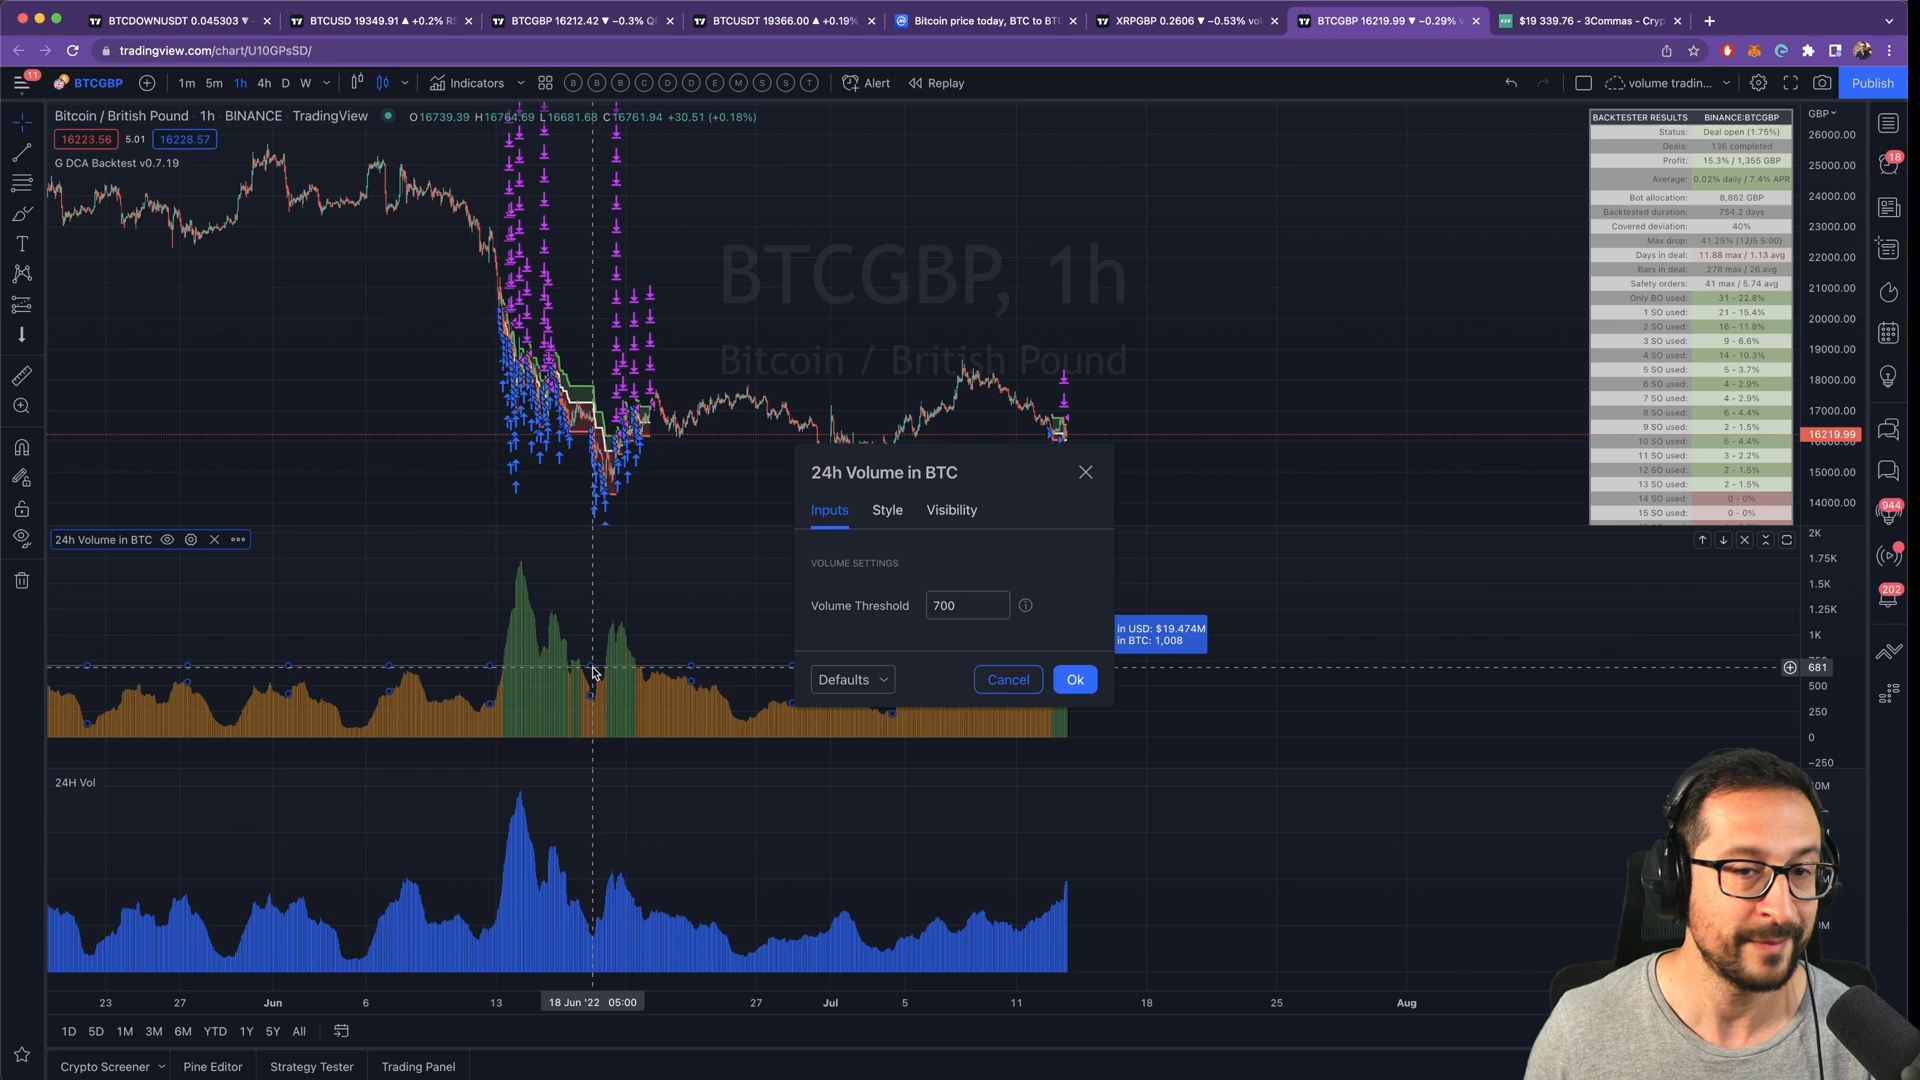 BTCDOWNUSDT 0.045303 ▼
BTCUSD 19349.91 ▲ +0.2% RS
BTCGBP 16212.42 ▼ −0.3%
BTCUSDT 19366.00 ▲ +0.19%
Bitcoin price today, BTC to BTC
XRPGBP 0.2606 ▼ −0.53% vol
BTCGBP 16219.99 ▼ −0.29%
$19 339.76 - 3Commas - Cryp
tradingview.com/chart/U10GPsSD/
11
BTCGBP
1m 5m 1h 4h D W
Indicators
B B B C D D E M S S T
Alert
Replay
volume tradin...
Publish
Bitcoin / British Pound · 1h · BINANCE · TradingView
O16739.39 H16764.69 L16681.68 C16761.94 +30.51 (+0.18%)
16223.56 5.01 16228.57
G DCA Backtest v0.7.19
BTCGBP, 1h
Bitcoin / British Pound
BACKTESTER RESULTS BINANCE:BTCGBP
Status: Deal open (1.75%)
Deals: 136 completed
Profit: 15.3% / 1,355 GBP
Average: 0.02% daily / 7.4% APR
Bot allocation: 8,862 GBP
Backtested duration: 754.2 days
Covered deviation: 40%
Max drop: 41.25% (12/5 5:00)
Days in deal: 11.88 max / 1.13 avg
Bars in deal: 278 max / 26 avg
Safety orders: 41 max / 5.74 avg
Only BO used: 31 - 22.8%
1 SO used: 21 - 15.4%
2 SO used: 16 - 11.8%
3 SO used: 9 - 6.6%
4 SO used: 14 - 10.3%
5 SO used: 5 - 3.7%
6 SO used: 4 - 2.9%
7 SO used: 4 - 2.9%
8 SO used: 6 - 4.4%
9 SO used: 2 - 1.5%
10 SO used: 6 - 4.4%
11 SO used: 3 - 2.2%
12 SO used: 2 - 1.5%
13 SO used: 2 - 1.5%
14 SO used: 0 - 0%
15 SO used: 0 - 0%
GBP
26000.00
25000.00
24000.00
23000.00
22000.00
21000.00
20000.00
19000.00
18000.00
17000.00
16219.99
15000.00
14000.00
18
944
202
24h Volume in BTC
2K
1.75K
1.5K
1.25K
1K
681
500
250
0
−250
24h Volume in BTC
Inputs Style Visibility
VOLUME SETTINGS
Volume Threshold 700
Defaults Cancel Ok
in USD: $19.474M
in BTC: 1,008
24H Vol
23 27 Jun 6 13 18 Jun '22 05:00 27 Jul 5 11 18 25 Aug
1D 5D 1M 3M 6M YTD 1Y 5Y All
Crypto Screener Pine Editor Strategy Tester Trading Panel